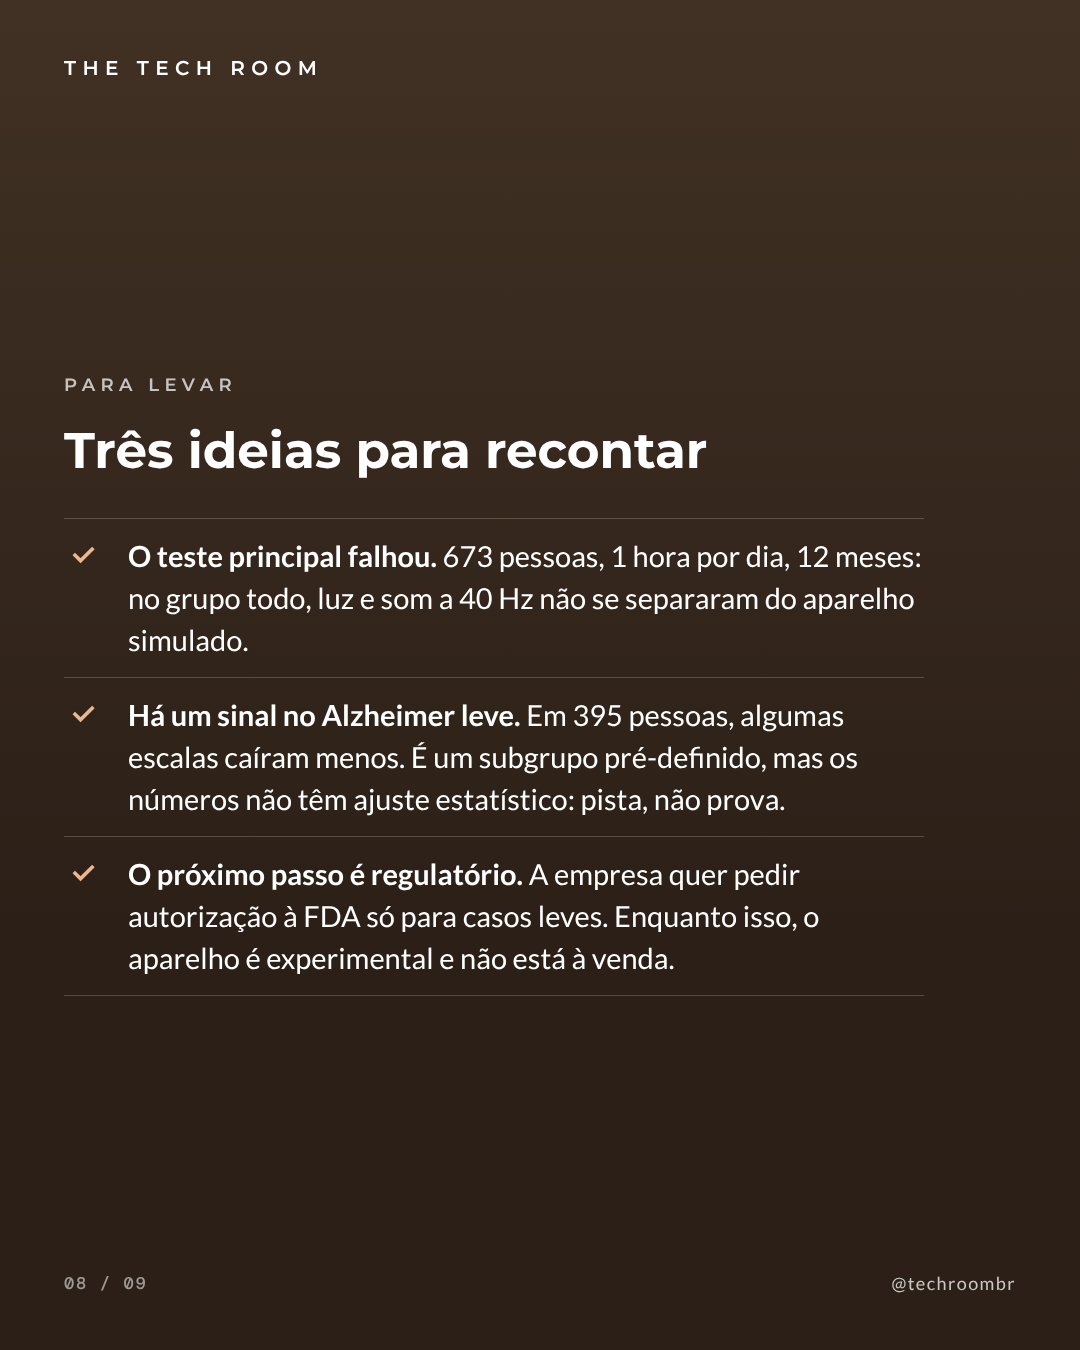 THE TECH ROOM
PARA LEVAR
Três ideias para recontar
O teste principal falhou. 673 pessoas, 1 hora por dia, 12 meses:
no grupo todo, luz e som a 40 Hz não se separaram do aparelho
simulado.
Há um sinal no Alzheimer leve. Em 395 pessoas, algumas
escalas caíram menos. É um subgrupo pré-definido, mas os
números não têm ajuste estatístico: pista, não prova.
O próximo passo é regulatório. A empresa quer pedir
autorização à FDA só para casos leves. Enquanto isso, o
aparelho é experimental e não está à venda.
08 / 09
@techroombr